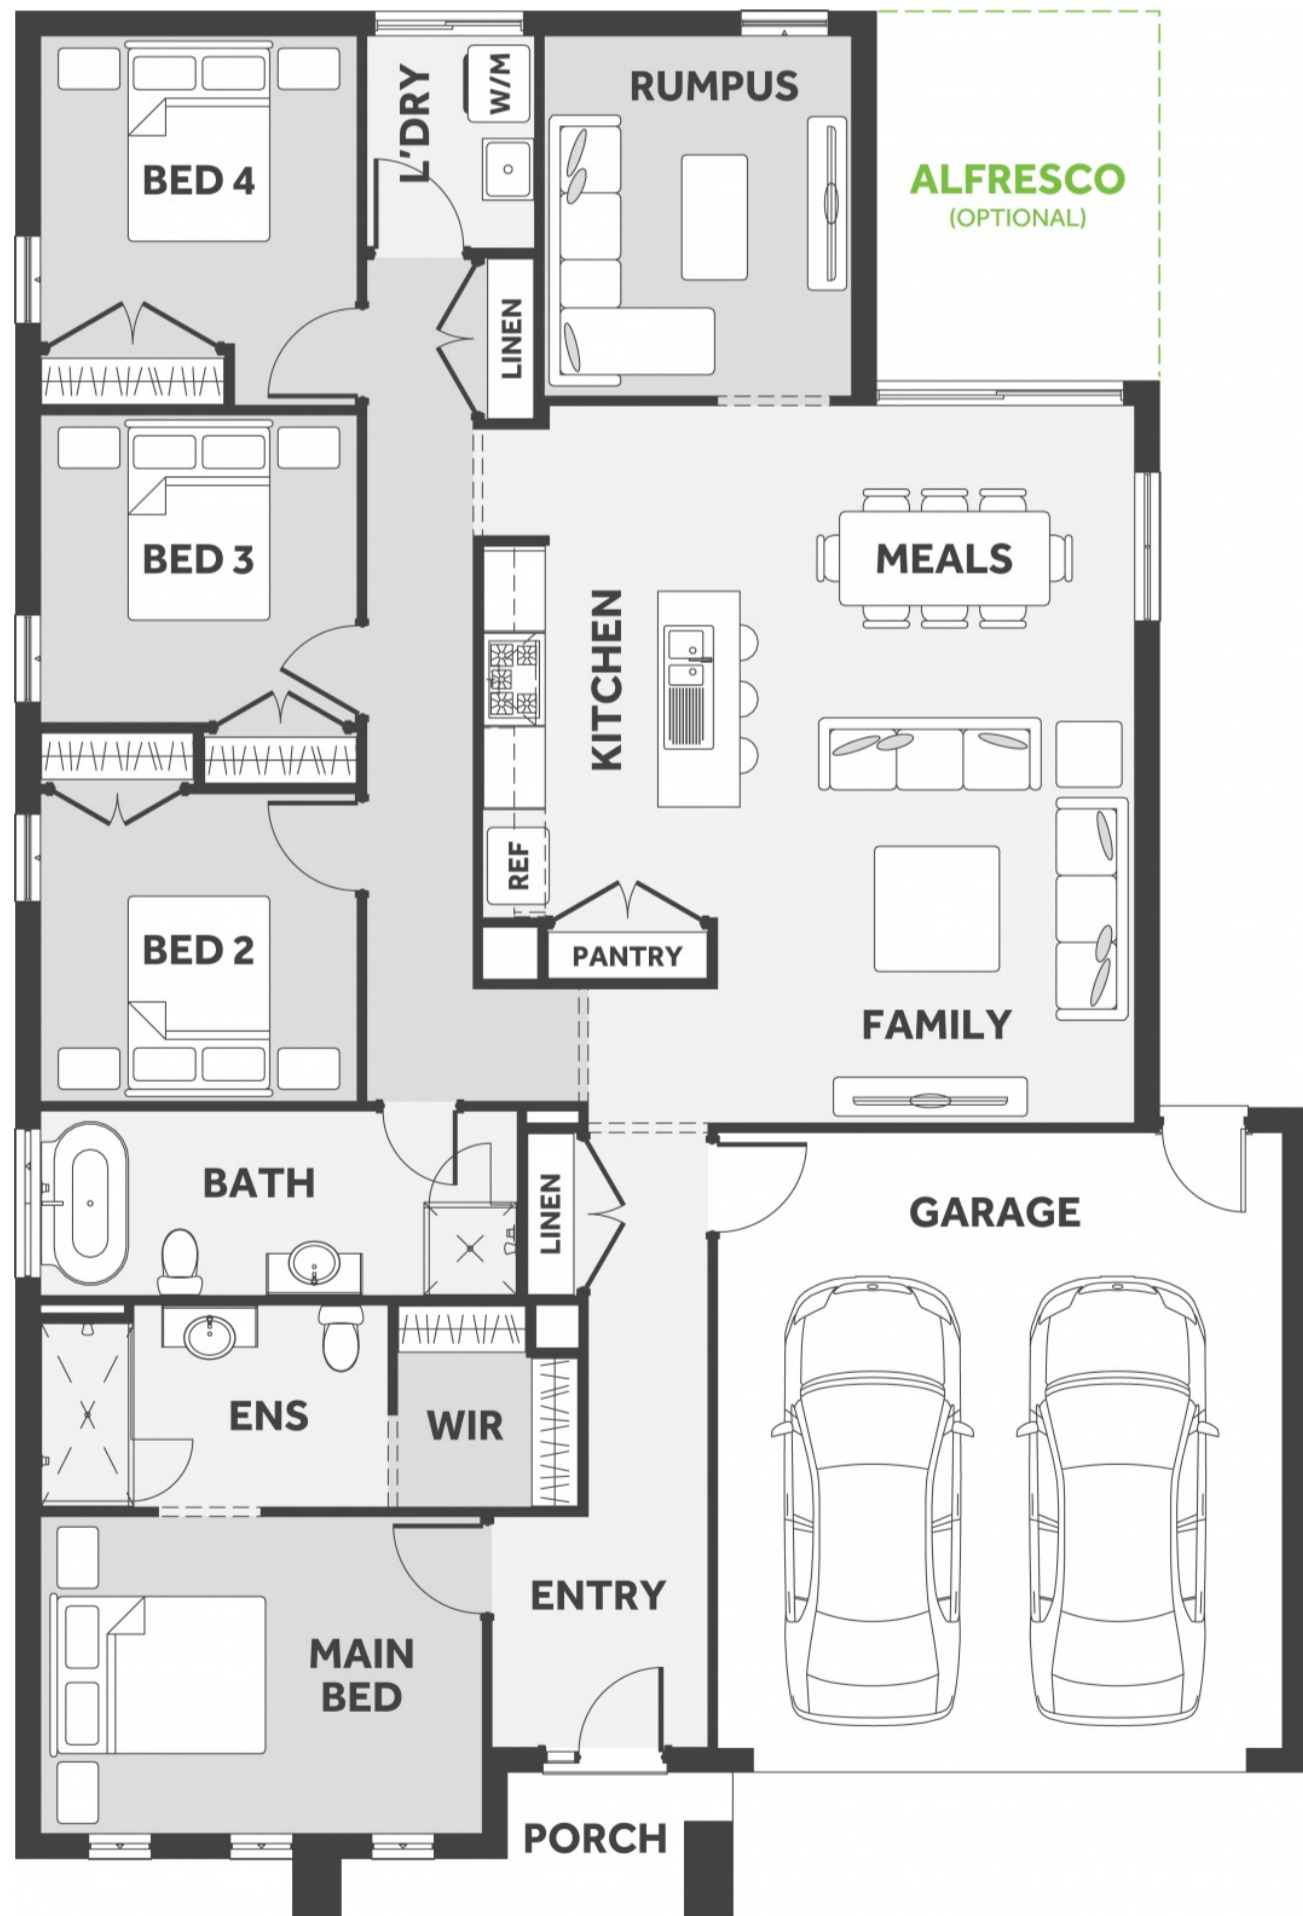 L'DRY
W/M
RUMPUS
BED 4
ALFRESCO
(OPTIONAL)
LINEN
BED 3
KITCHEN
MEALS
REF
BED 2
PANTRY
FAMILY
BATH
LINEN
GARAGE
ENS
WIR
ENTRY
MAIN
BED
PORCH